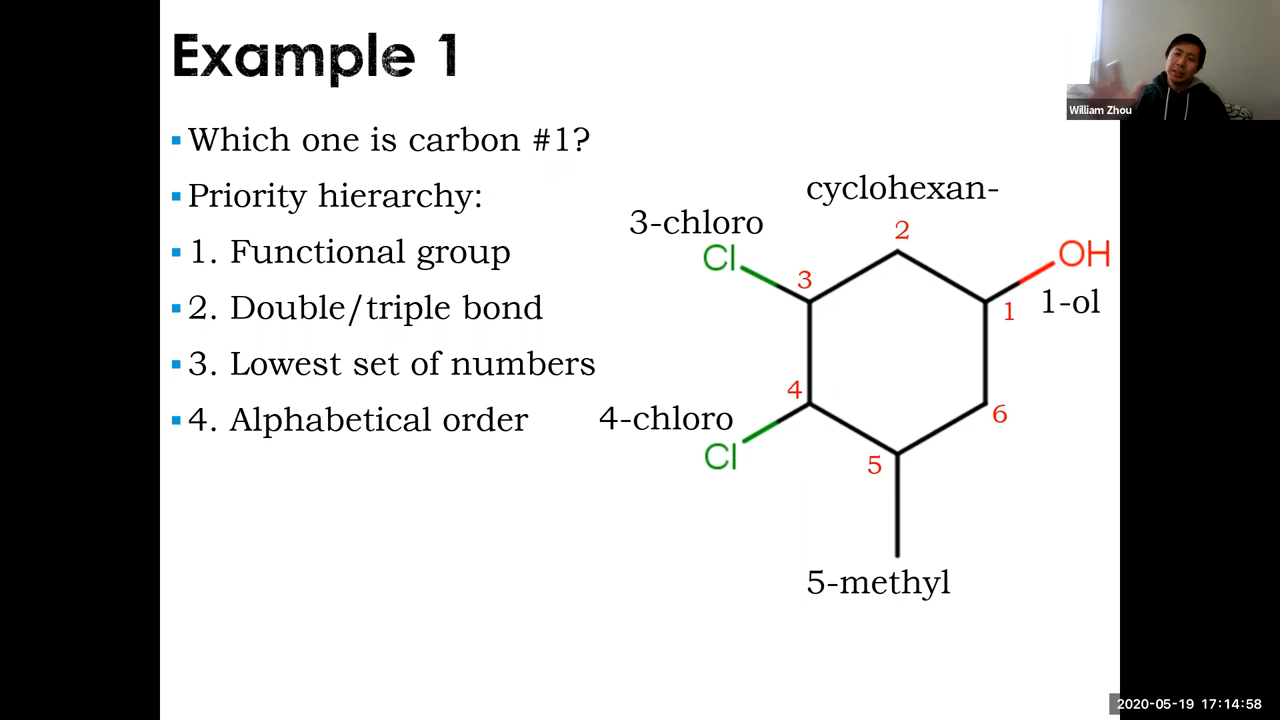 Example 1
Which one is carbon #1?
Priority hierarchy:
1. Functional group
2. Double/triple bond
3. Lowest set of numbers
4. Alphabetical order
cyclohexan-
3-chloro
Cl
3
2
OH
1
1-ol
4
4-chloro
Cl
5
6
5-methyl
William Zhou
2020-05-19 17:14:58